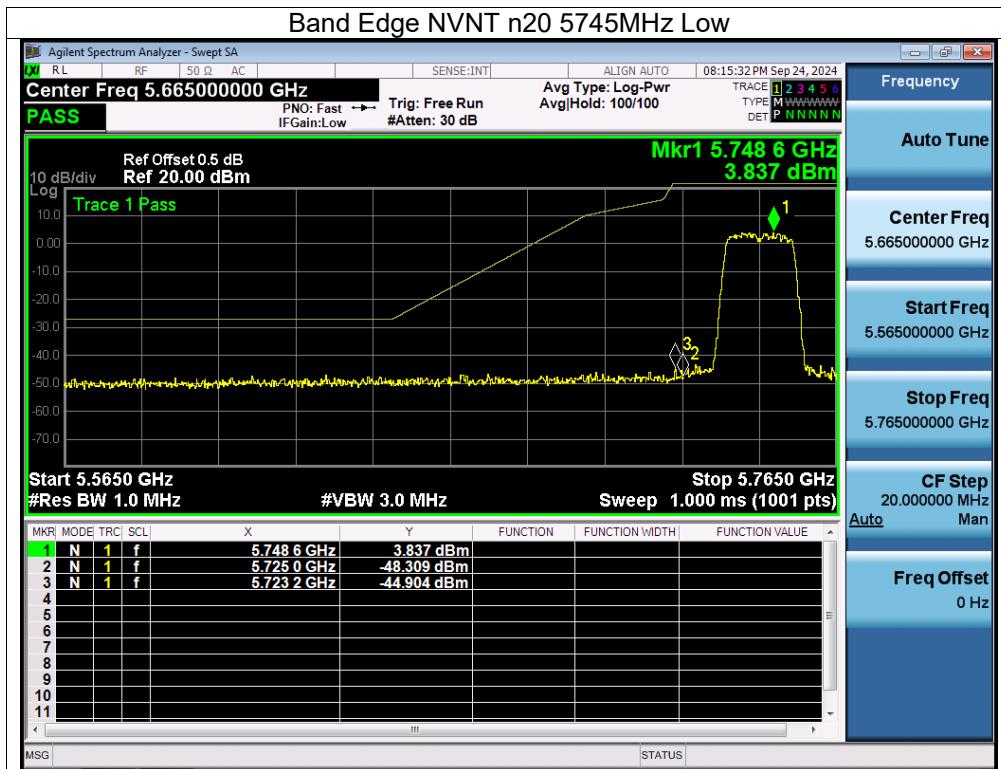 Band Edge NVNT n20 5745MHz Low
Agilent Spectrum Analyzer - Swept SA
LXI RL RF 50 Ω AC SENSE:INT ALIGN AUTO 08:15:32 PM Sep 24, 2024
Center Freq 5.665000000 GHz
PASS
PNO: Fast
IFGain:Low
Trig: Free Run
#Atten: 30 dB
Avg Type: Log-Pwr
Avg|Hold: 100/100
TRACE 1 2 3 4 5 6
TYPE M WWWWW
DET P N N N N N
Frequency
Auto Tune
Center Freq
5.665000000 GHz
Start Freq
5.565000000 GHz
Stop Freq
5.765000000 GHz
CF Step
20.000000 MHz
Auto Man
Freq Offset
0 Hz
Mkr1 5.748 6 GHz
3.837 dBm
Ref Offset 0.5 dB
10 dB/div Ref 20.00 dBm
Log
Trace 1 Pass
10.0
0.00
-10.0
-20.0
-30.0
-40.0
-50.0
-60.0
-70.0
1
3
2
Start 5.5650 GHz Stop 5.7650 GHz
#Res BW 1.0 MHz #VBW 3.0 MHz Sweep 1.000 ms (1001 pts)
MKR MODE TRC SCL X Y FUNCTION FUNCTION WIDTH FUNCTION VALUE
1 N 1 f 5.748 6 GHz 3.837 dBm
2 N 1 f 5.725 0 GHz -48.309 dBm
3 N 1 f 5.723 2 GHz -44.904 dBm
4
5
6
7
8
9
10
11
MSG STATUS